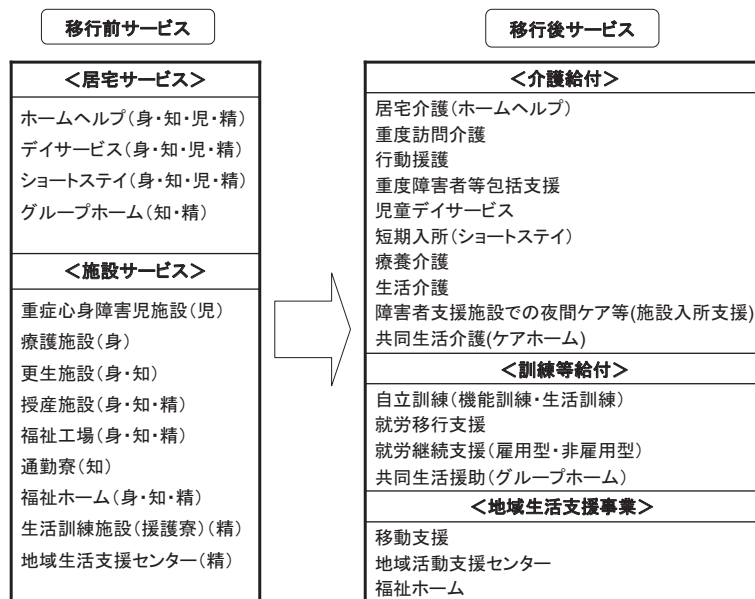 移行前サービス
<居宅サービス>
ホームヘルプ(身・知・児・精)
デイサービス(身・知・児・精)
ショートステイ(身・知・児・精)
グループホーム(知・精)
<施設サービス>
重症心身障害児施設(児)
療護施設(身)
更生施設(身・知)
授産施設(身・知・精)
福祉工場(身・知・精)
通勤寮(知)
福祉ホーム(身・知・精)
生活訓練施設(援護寮)(精)
地域生活支援センター(精)
移行後サービス
<介護給付>
居宅介護(ホームヘルプ)
重度訪問介護
行動援護
重度障害者等包括支援
児童デイサービス
短期入所(ショートステイ)
療養介護
生活介護
障害者支援施設での夜間ケア等(施設入所支援)
共同生活介護(ケアホーム)
<訓練等給付>
自立訓練(機能訓練・生活訓練)
就労移行支援
就労継続支援(雇用型・非雇用型)
共同生活援助(グループホーム)
<地域生活支援事業>
移動支援
地域活動支援センター
福祉ホーム